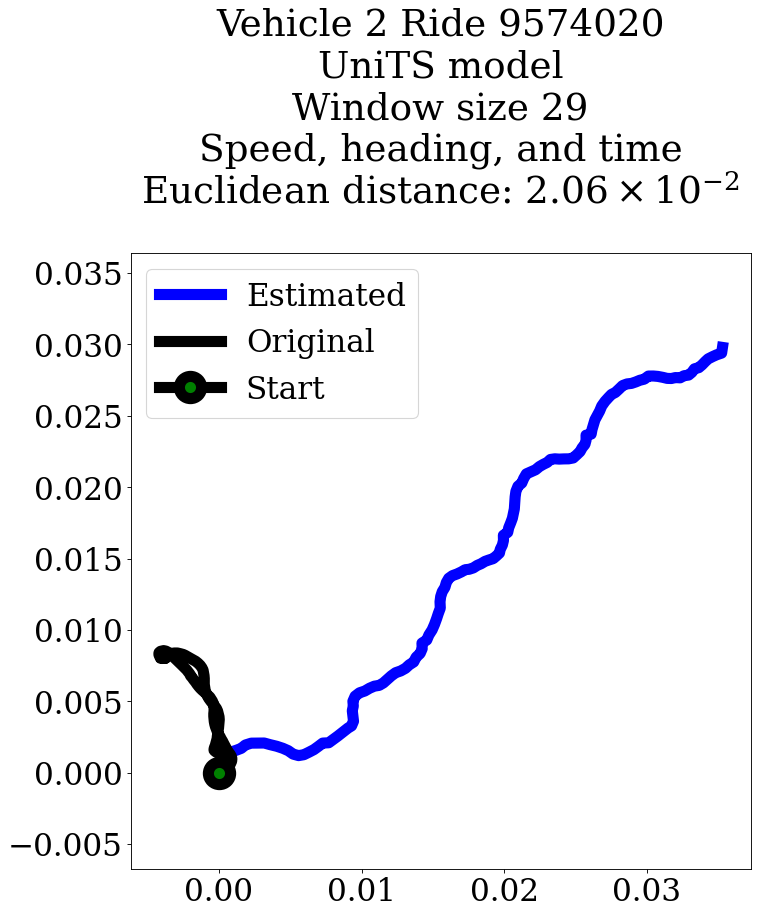 Vehicle 2 Ride 9574020
UniTS model
Window size 29
Speed, heading, and time
Euclidean distance: 2.06 × 10⁻²
0.035
0.030
0.025
0.020
0.015
0.010
0.005
0.000
−0.005
Estimated
Original
Start
0.00 0.01 0.02 0.03